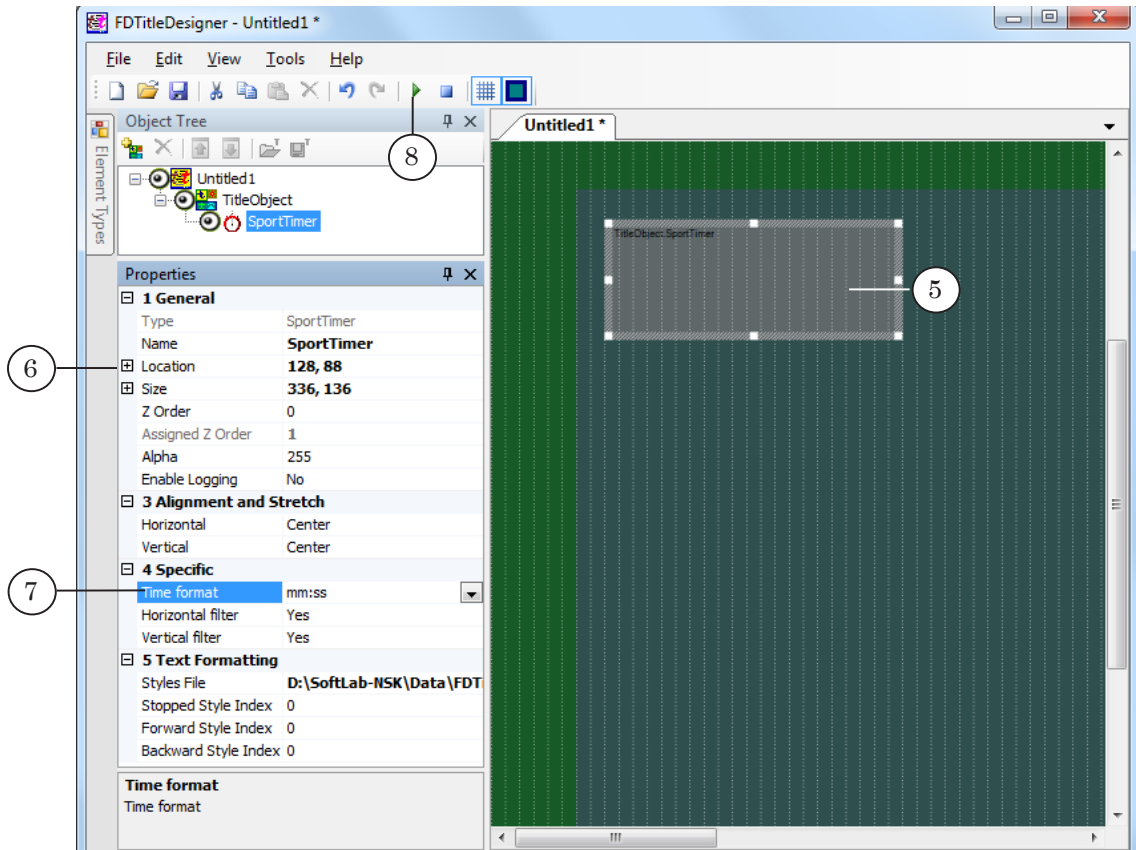 FDTitleDesigner - Untitled1 *
File Edit View Tools Help
Object Tree
Untitled1 *
Element Types
8
Untitled1
TitleObject
SportTimer
TitleObject.SportTimer
5
Properties
1 General
Type SportTimer
Name SportTimer
6
Location 128, 88
Size 336, 136
Z Order 0
Assigned Z Order 1
Alpha 255
Enable Logging No
3 Alignment and Stretch
Horizontal Center
Vertical Center
4 Specific
7
Time format mm:ss
Horizontal filter Yes
Vertical filter Yes
5 Text Formatting
Styles File D:\SoftLab-NSK\Data\FDT
Stopped Style Index 0
Forward Style Index 0
Backward Style Index 0
Time format
Time format